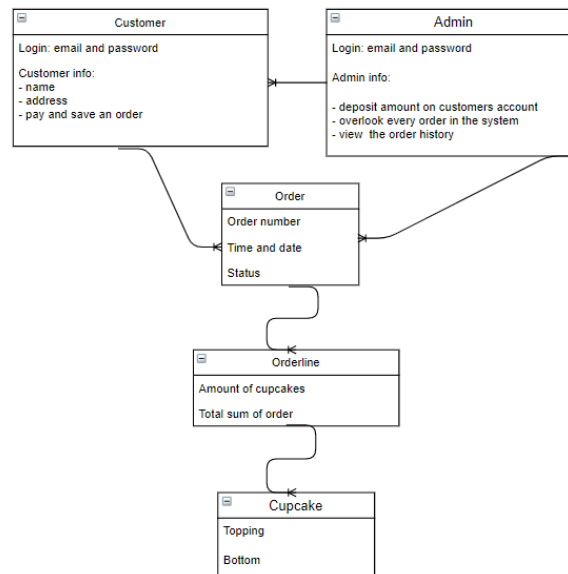 Customer
Login: email and password
Customer info:
- name
- address
- pay and save an order
Admin
Login: email and password
Admin info:
- deposit amount on customers account
- overlook every order in the system
- view the order history
Order
Order number
Time and date
Status
Orderline
Amount of cupcakes
Total sum of order
Cupcake
Topping
Bottom